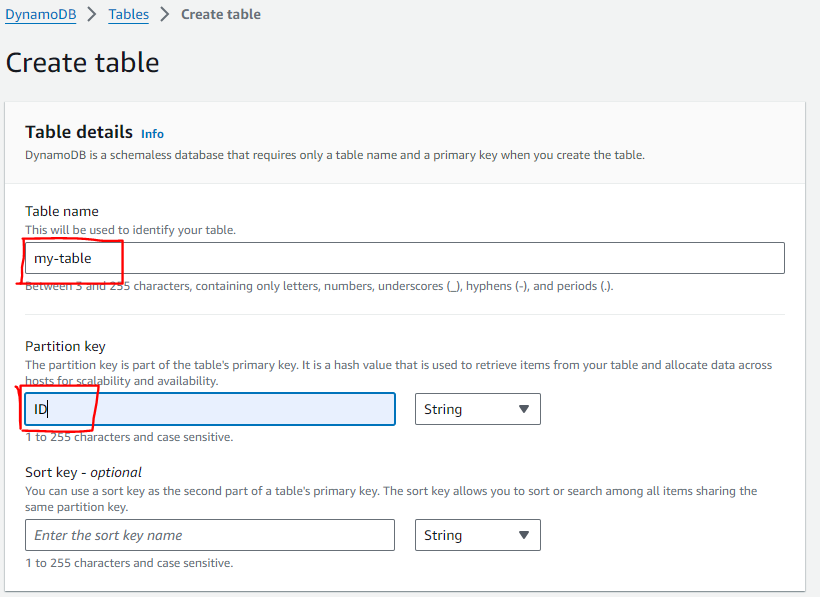 DynamoDB > Tables > Create table
Create table
Table details Info
DynamoDB is a schemaless database that requires only a table name and a primary key when you create the table.
Table name
This will be used to identify your table.
my-table
Between 3 and 255 characters, containing only letters, numbers, underscores (_), hyphens (-), and periods (.).
Partition key
The partition key is part of the table's primary key. It is a hash value that is used to retrieve items from your table and allocate data across
hosts for scalability and availability.
ID String
1 to 255 characters and case sensitive.
Sort key - optional
You can use a sort key as the second part of a table's primary key. The sort key allows you to sort or search among all items sharing the
same partition key.
Enter the sort key name String
1 to 255 characters and case sensitive.